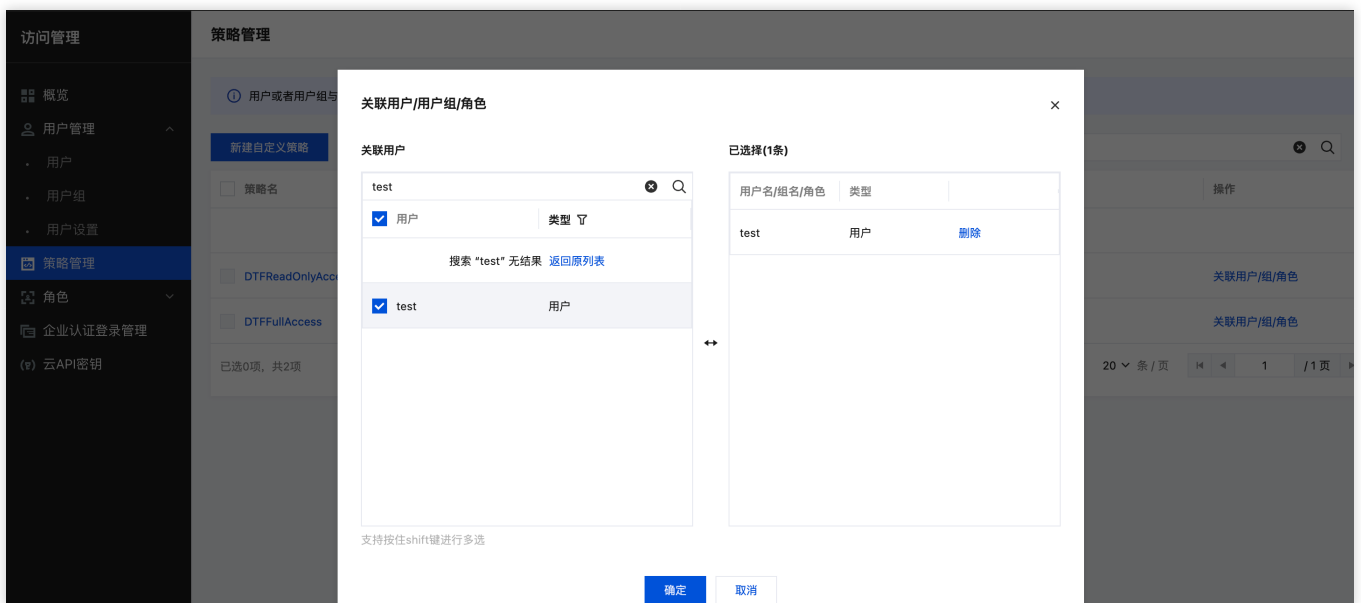 访问管理
概览
用户管理
用户
用户组
用户设置
策略管理
角色
企业认证登录管理
云API密钥
策略管理
用户或者用户组与
新建自定义策略
策略名
操作
DTFReadOnlyAcce
关联用户/组/角色
DTFFullAccess
关联用户/组/角色
已选0项，共2项
20 条 / 页 1 / 1 页
关联用户/用户组/角色
关联用户
test
用户 类型
搜索 “test” 无结果 返回原列表
test 用户
支持按住shift键进行多选
已选择(1条)
用户名/组名/角色 类型
test 用户 删除
确定 取消